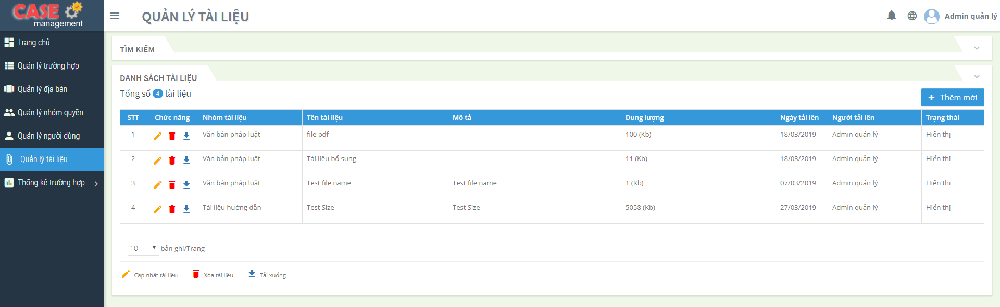 CASE
management
QUẢN LÝ TÀI LIỆU
Admin quản lý
Trang chủ
Quản lý trường hợp
Quản lý địa bàn
Quản lý nhóm quyền
Quản lý người dùng
Quản lý tài liệu
Thống kê trường hợp
TÌM KIẾM
DANH SÁCH TÀI LIỆU
Tổng số 4 tài liệu
Thêm mới
STT Chức năng Nhóm tài liệu Tên tài liệu Mô tả Dung lượng Ngày tải lên Người tải lên Trạng thái
1 Văn bản pháp luật file pdf 100 (Kb) 18/03/2019 Admin quản lý Hiển thị
2 Văn bản pháp luật Tài liệu bổ sung 11 (Kb) 18/03/2019 Admin quản lý Hiển thị
3 Văn bản pháp luật Test file name Test file name 1 (Kb) 07/03/2019 Admin quản lý Hiển thị
4 Tài liệu hướng dẫn Test Size Test Size 5058 (Kb) 27/03/2019 Admin quản lý Hiển thị
10 bản ghi/Trang
Cập nhật tài liệu Xóa tài liệu Tải xuống